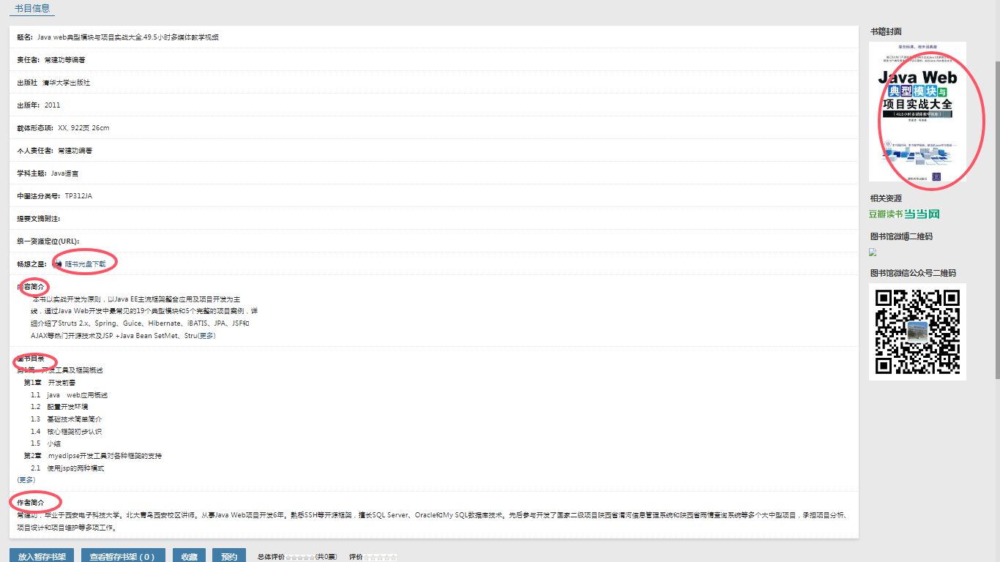 书目信息
题名: Java web典型模块与项目实战大全.49.5小时多媒体教学视频
责任者: 常建功等编著
出版社 清华大学出版社
出版年: 2011
载体形态项: XX, 922页 26cm
个人责任者: 常建功编著
学科主题: Java语言
中图法分类号: TP312JA
提要文摘附注:
统一资源定位(URL):
畅想之星: 随书光盘下载
内容简介
本书以实战开发为原则，以Java EE主流框架整合应用及项目开发为主
线，通过Java Web开发中最常见的19个典型模块和5个完整的项目案例，详
细介绍了Struts 2.x、Spring、Guice、Hibernate、iBATIS、JPA、JSF和
AJAX等热门开源技术及JSP +Java Bean SetMet、Stru(更多)
图书目录
第1篇 开发工具及框架概述
第1章 开发前奏
1.1 java web应用概述
1.2 配置开发环境
1.3 基础技术简单简介
1.4 核心框架初步认识
1.5 小结
第2章 myedipse开发工具对各种框架的支持
2.1 使用jsp的两种模式
(更多)
作者简介
常建功，毕业于西安电子科技大学。北大青鸟西安校区讲师。从事Java Web项目开发6年。熟悉SSH等开源框架，擅长SQL Server、Oracle和My SQL数据库技术。先后参与开发了国家二级项目陕西省渭河信息管理系统和陕西省雨情查询系统等多个大中型项目，承担项目分析、
项目设计和项目维护等多项工作。
放入暂存书架 查看暂存书架 ( 0 ) 收藏 预约 总体评价 (共0票) 评价
书籍封面
Java Web
典型模块与
项目实战大全
(49.5小时多媒体教学视频)
清华大学出版社
相关资源
豆瓣读书 当当网
图书馆微博二维码
图书馆微信公众号二维码